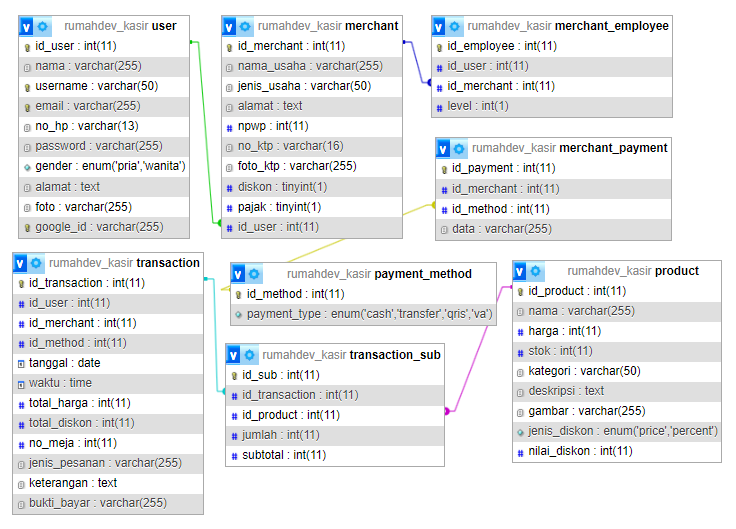 rumahdev_kasir user
id_user : int(11)
nama : varchar(255)
username : varchar(50)
email : varchar(255)
no_hp : varchar(13)
password : varchar(255)
gender : enum('pria','wanita')
alamat : text
foto : varchar(255)
google_id : varchar(255)
rumahdev_kasir merchant
id_merchant : int(11)
nama_usaha : varchar(255)
jenis_usaha : varchar(50)
alamat : text
npwp : int(11)
no_ktp : varchar(16)
foto_ktp : varchar(255)
diskon : tinyint(1)
pajak : tinyint(1)
id_user : int(11)
rumahdev_kasir merchant_employee
id_employee : int(11)
id_user : int(11)
id_merchant : int(11)
level : int(1)
rumahdev_kasir merchant_payment
id_payment : int(11)
id_merchant : int(11)
id_method : int(11)
data : varchar(255)
rumahdev_kasir transaction
id_transaction : int(11)
id_user : int(11)
id_merchant : int(11)
id_method : int(11)
tanggal : date
waktu : time
total_harga : int(11)
total_diskon : int(11)
no_meja : int(11)
jenis_pesanan : varchar(255)
keterangan : text
bukti_bayar : varchar(255)
rumahdev_kasir payment_method
id_method : int(11)
payment_type : enum('cash','transfer','qris','va')
rumahdev_kasir transaction_sub
id_sub : int(11)
id_transaction : int(11)
id_product : int(11)
jumlah : int(11)
subtotal : int(11)
rumahdev_kasir product
id_product : int(11)
nama : varchar(255)
harga : int(11)
stok : int(11)
kategori : varchar(50)
deskripsi : text
gambar : varchar(255)
jenis_diskon : enum('price','percent')
nilai_diskon : int(11)